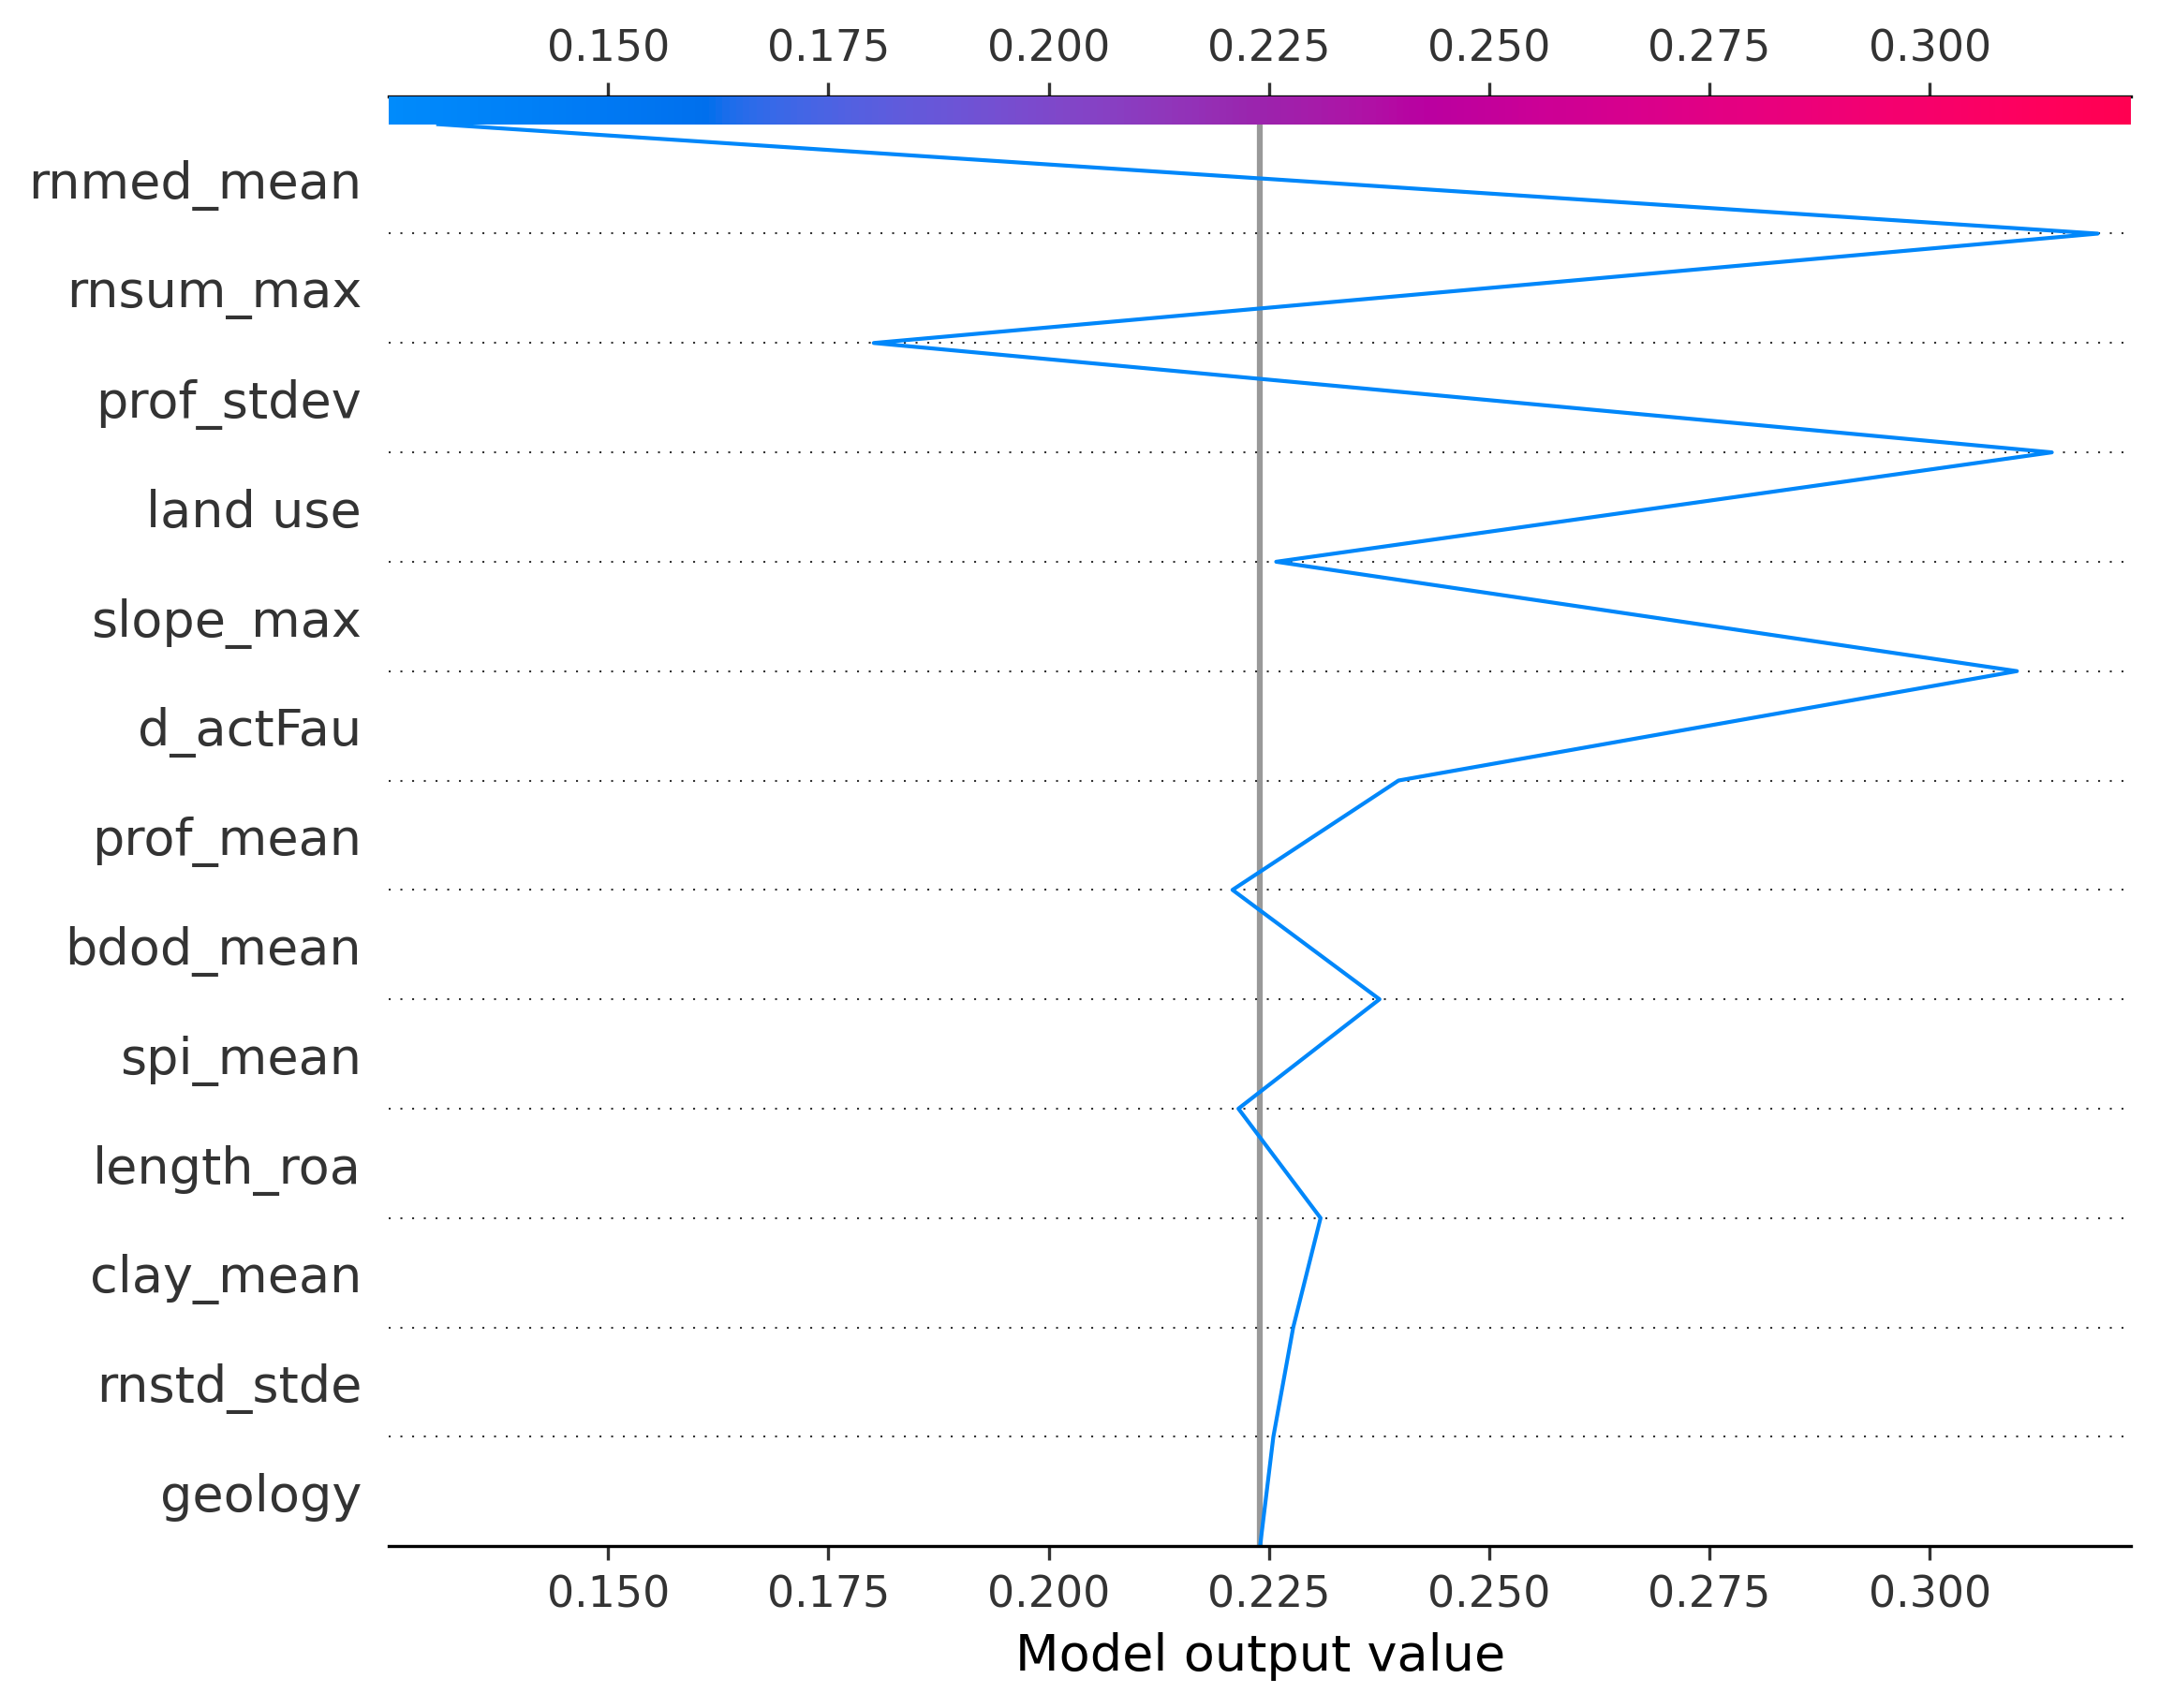 0.150 0.175 0.200 0.225 0.250 0.275 0.300
rnmed_mean
rnsum_max
prof_stdev
land use
slope_max
d_actFau
prof_mean
bdod_mean
spi_mean
length_roa
clay_mean
rnstd_stde
geology
0.150 0.175 0.200 0.225 0.250 0.275 0.300
Model output value